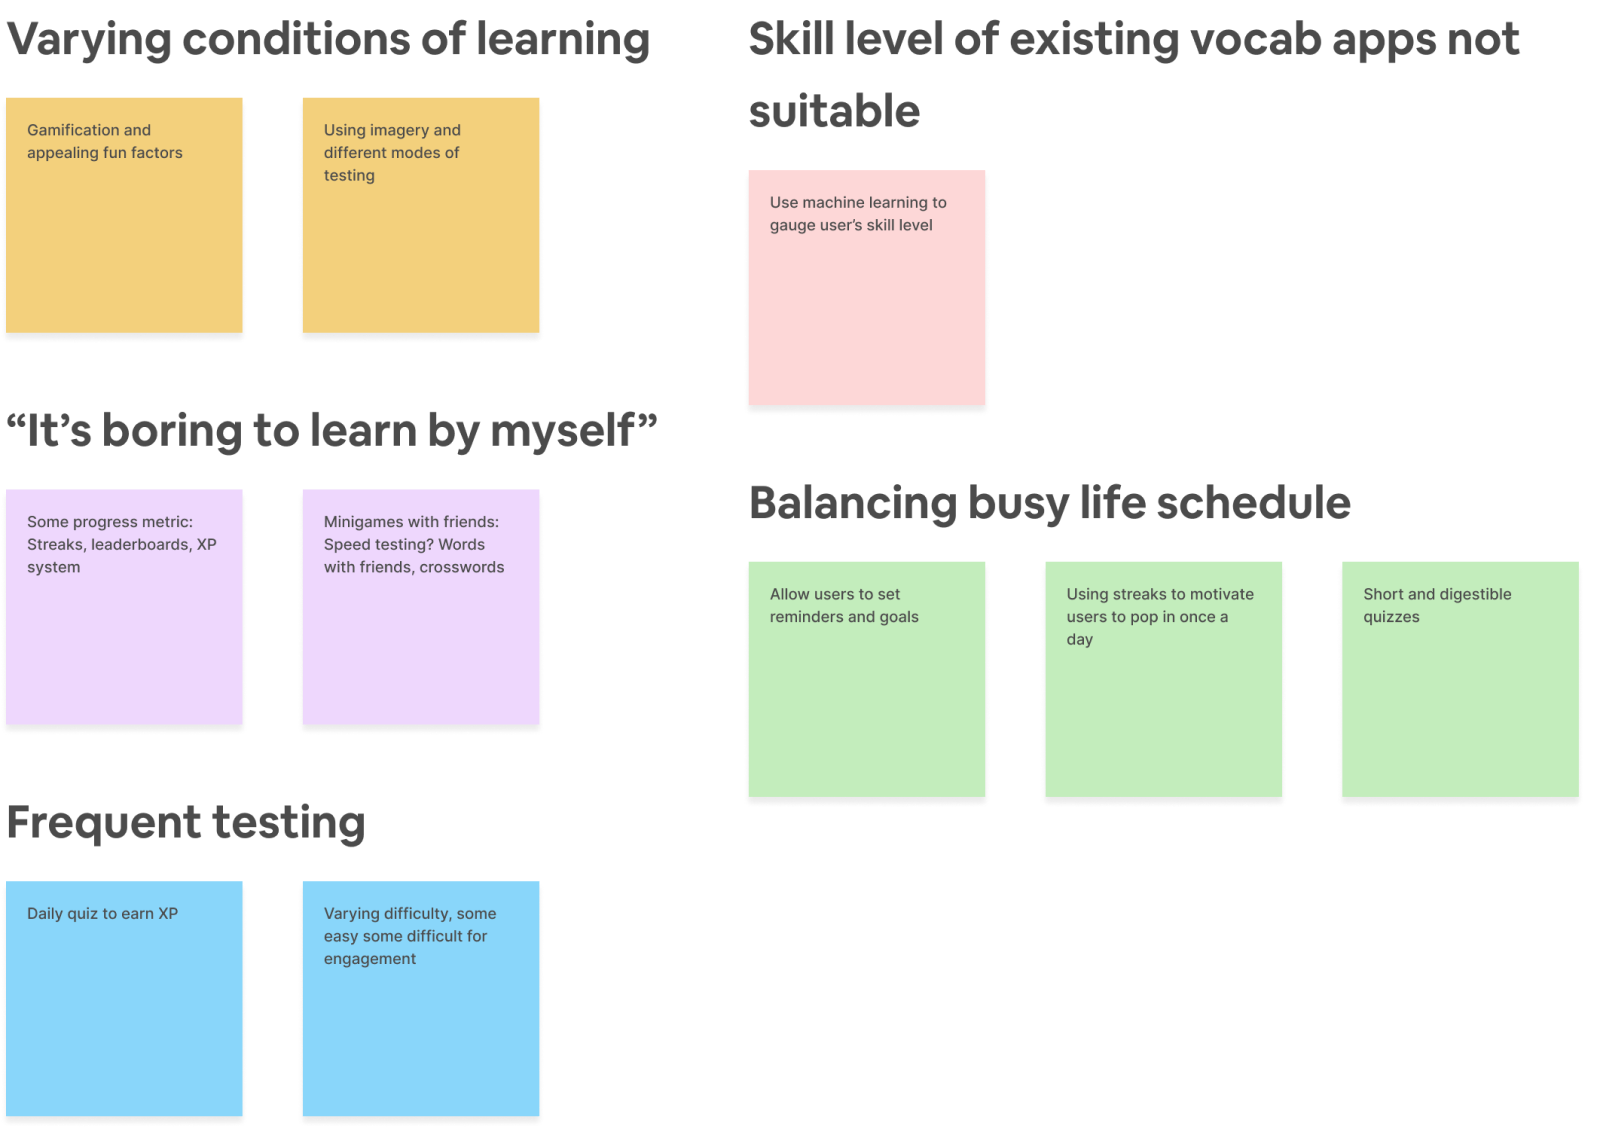 Varying conditions of learning
Gamification and
appealing fun factors
Using imagery and
different modes of
testing
“It’s boring to learn by myself”
Some progress metric:
Streaks, leaderboards, XP
system
Minigames with friends:
Speed testing? Words
with friends, crosswords
Frequent testing
Daily quiz to earn XP
Varying difficulty, some
easy some difficult for
engagement
Skill level of existing vocab apps not
suitable
Use machine learning to
gauge user’s skill level
Balancing busy life schedule
Allow users to set
reminders and goals
Using streaks to motivate
users to pop in once a
day
Short and digestible
quizzes